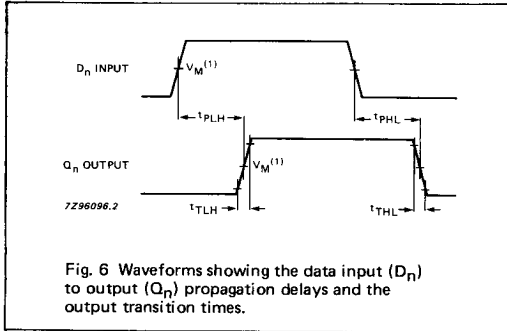 Dn INPUT
VM(1)
tPLH
tPHL
Qn OUTPUT
VM(1)
7Z96096.2
tTLH
tTHL
Fig. 6 Waveforms showing the data input (Dn)
to output (Qn) propagation delays and the
output transition times.